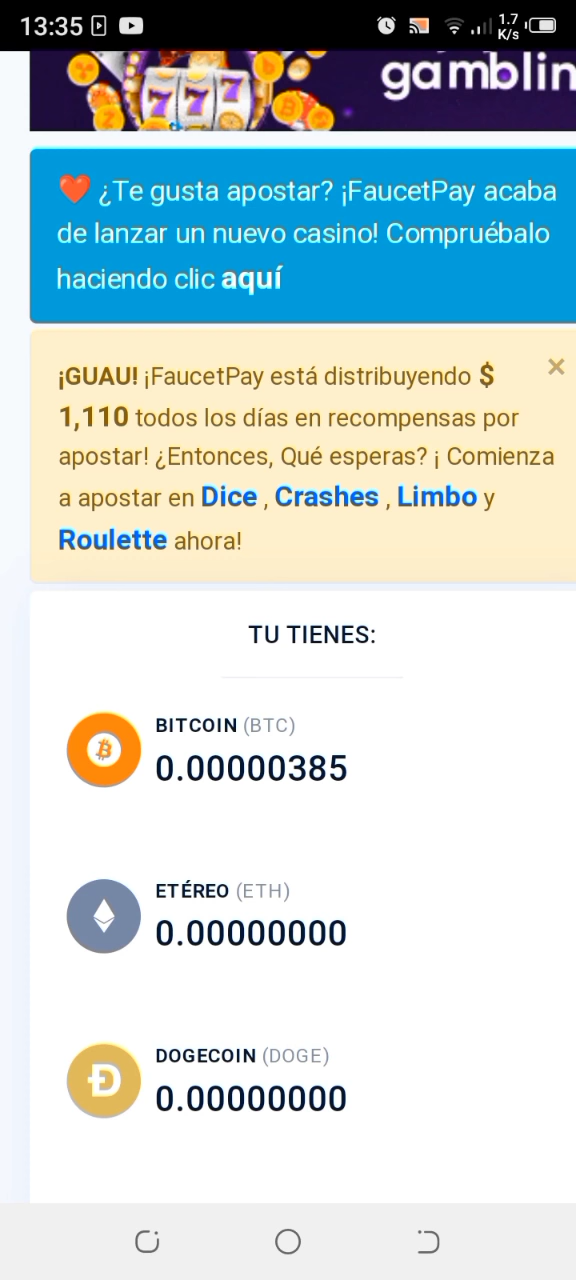 13:35 1.7 K/s
777
gamblin
❤️ ¿Te gusta apostar? ¡FaucetPay acaba
de lanzar un nuevo casino! Compruébalo
haciendo clic aquí
¡GUAU! ¡FaucetPay está distribuyendo $ ×
1,110 todos los días en recompensas por
apostar! ¿Entonces, Qué esperas? ¡ Comienza
a apostar en Dice , Crashes , Limbo y
Roulette ahora!
TU TIENES:
BITCOIN (BTC)
0.00000385
ETÉREO (ETH)
0.00000000
DOGECOIN (DOGE)
0.00000000